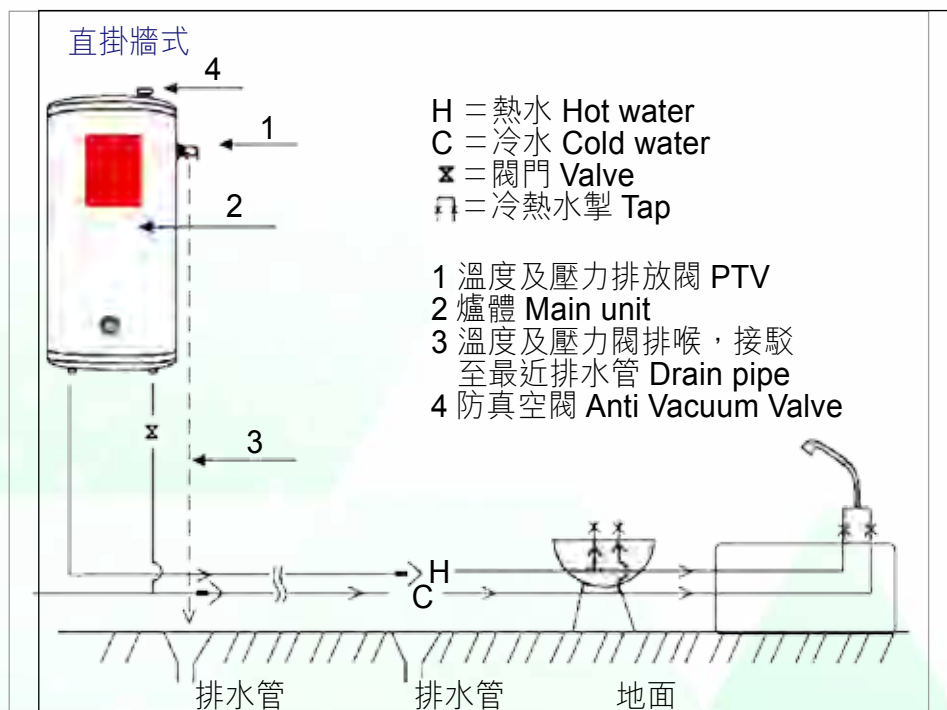 直掛牆式
4
1
2
3
H =熱水 Hot water
C =冷水 Cold water
=閥門 Valve
=冷熱水掣 Tap
1 溫度及壓力排放閥 PTV
2 爐體 Main unit
3 溫度及壓力閥排喉，接駁
至最近排水管 Drain pipe
4 防真空閥 Anti Vacuum Valve
H
C
排水管
排水管
地面